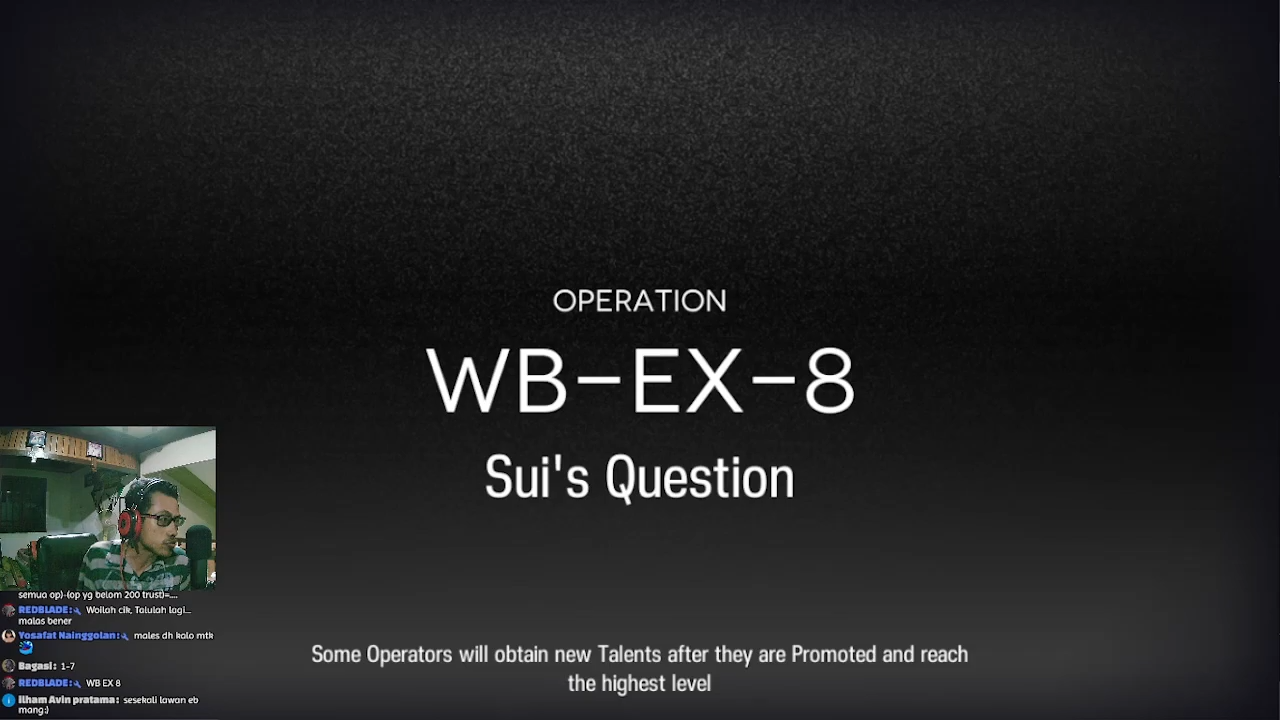 OPERATION
WB-EX-8
Sui's Question
semua op)-(op yg belom 200 trust)=....
REDBLADE: Wollah cik, Talulah lagi...
malas bener
Yosafat Nainggolan: males dh kalo mtk
Bagasi: 1-7
REDBLADE: WB EX 8
Ilham Avin pratama: sesekali lawan eb
mang:)
Some Operators will obtain new Talents after they are Promoted and reach
the highest level